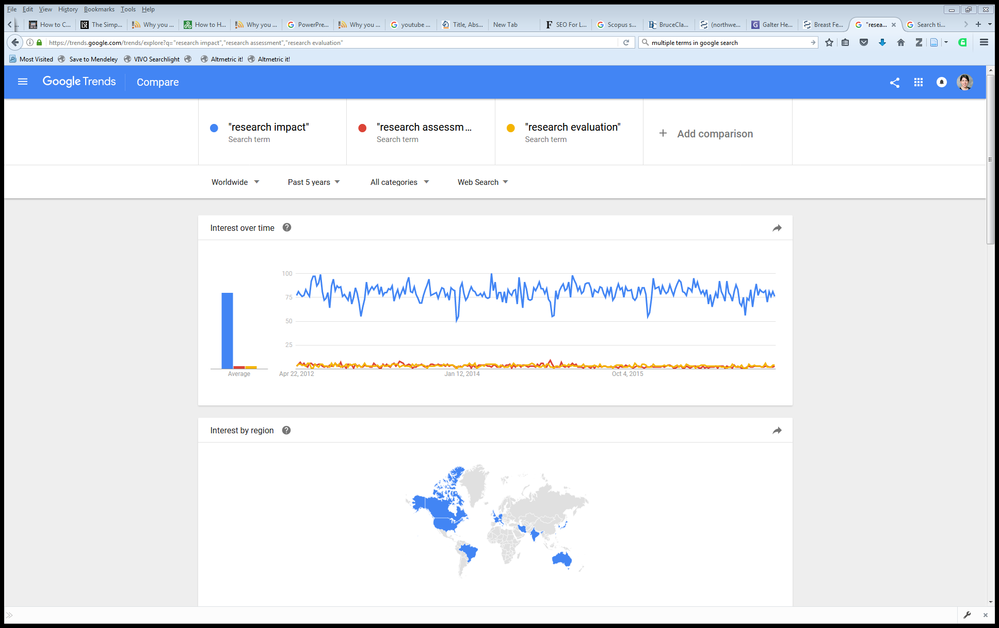 File Edit View History Bookmarks Tools Help
... How to C... The Simp... Why you ... How to H... Why you ... PowerPre... Why you ... youtube ... Title, Abs... New Tab SEO For L... Scopus s... BruceCla... (northwe... Galter He... Breast Fe... "resea... Search ti...
https://trends.google.com/trends/explore?q="research impact","research assessment","research evaluation" multiple terms in google search
Most Visited Save to Mendeley VIVO Searchlight Altmetric it! Altmetric it!
Google Trends Compare
"research impact" "research assessm... "research evaluation" + Add comparison
Search term Search term Search term
Worldwide Past 5 years All categories Web Search
Interest over time
100
75
50
25
Average Apr 22, 2012 Jan 12, 2014 Oct 4, 2015
Interest by region